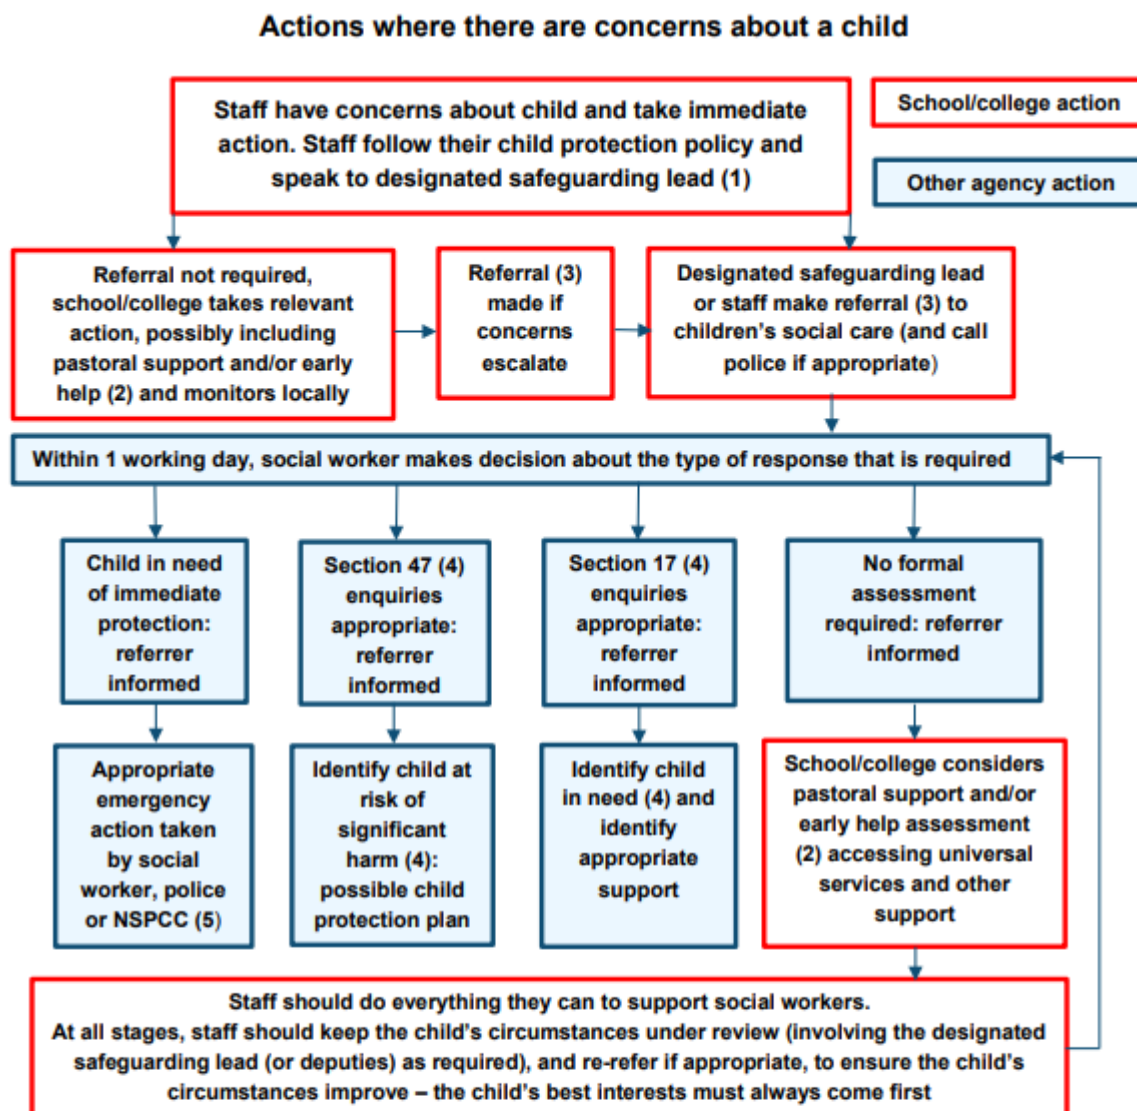 Actions where there are concerns about a child
Staff have concerns about child and take immediate
action. Staff follow their child protection policy and
speak to designated safeguarding lead (1)
School/college action
Other agency action
Referral not required,
school/college takes relevant
action, possibly including
pastoral support and/or early
help (2) and monitors locally
Referral (3)
made if
concerns
escalate
Designated safeguarding lead
or staff make referral (3) to
children’s social care (and call
police if appropriate)
Within 1 working day, social worker makes decision about the type of response that is required
Child in need
of immediate
protection:
referrer
informed
Section 47 (4)
enquiries
appropriate:
referrer
informed
Section 17 (4)
enquiries
appropriate:
referrer
informed
No formal
assessment
required: referrer
informed
Appropriate
emergency
action taken
by social
worker, police
or NSPCC (5)
Identify child at
risk of
significant
harm (4):
possible child
protection plan
Identify child
in need (4) and
identify
appropriate
support
School/college considers
pastoral support and/or
early help assessment
(2) accessing universal
services and other
support
Staff should do everything they can to support social workers.
At all stages, staff should keep the child’s circumstances under review (involving the designated
safeguarding lead (or deputies) as required), and re-refer if appropriate, to ensure the child’s
circumstances improve – the child’s best interests must always come first